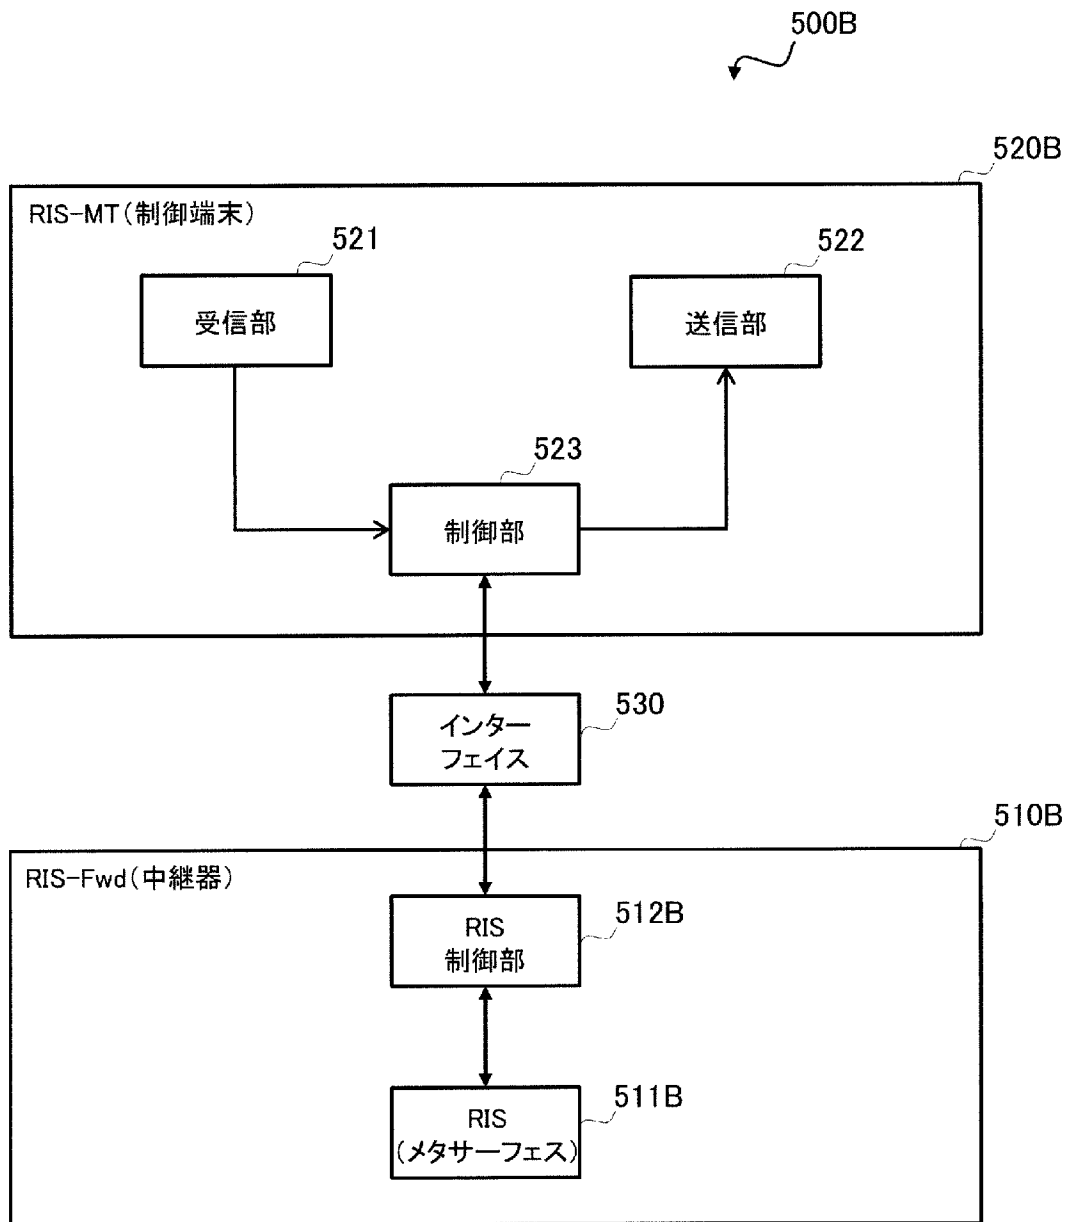 500B
520B
RIS-MT(制御端末)
521
522
受信部
送信部
523
制御部
530
インター
フェイス
510B
RIS-Fwd(中継器)
512B
RIS
制御部
511B
RIS
(メタサーフェス)